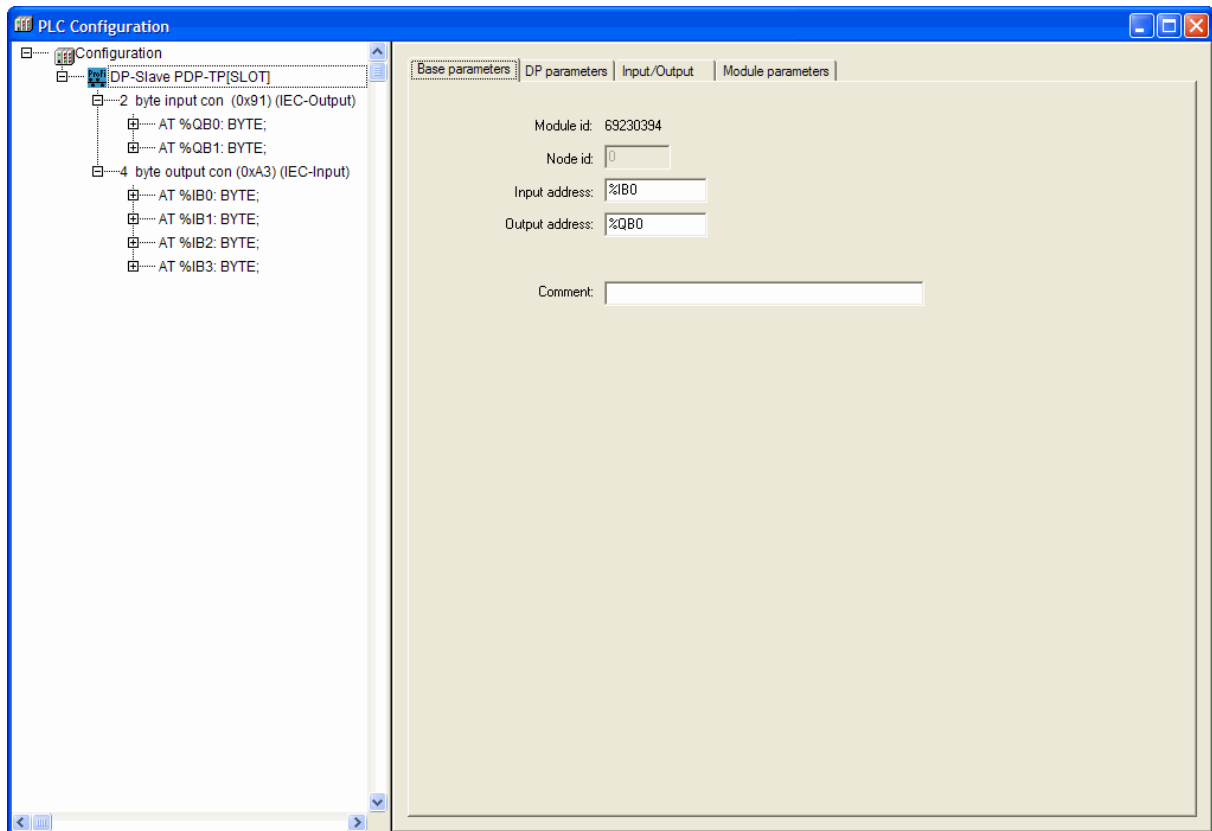 PLC Configuration
Configuration
DP-Slave PDP-TP[SLOT]
2 byte input con (0x91) (IEC-Output)
AT %QB0: BYTE;
AT %QB1: BYTE;
4 byte output con (0xA3) (IEC-Input)
AT %IB0: BYTE;
AT %IB1: BYTE;
AT %IB2: BYTE;
AT %IB3: BYTE;
Base parameters DP parameters Input/Output Module parameters
Module id: 69230394
Node id: 0
Input address: %IB0
Output address: %QB0
Comment: